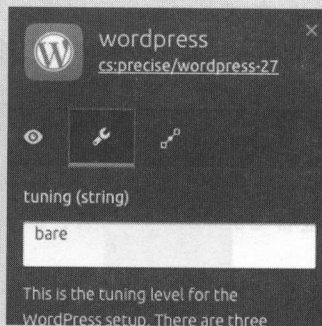 wordpress
cs:precise/wordpress-27
tuning (string)
bare
This is the tuning level for the
WordPress setup. There are three